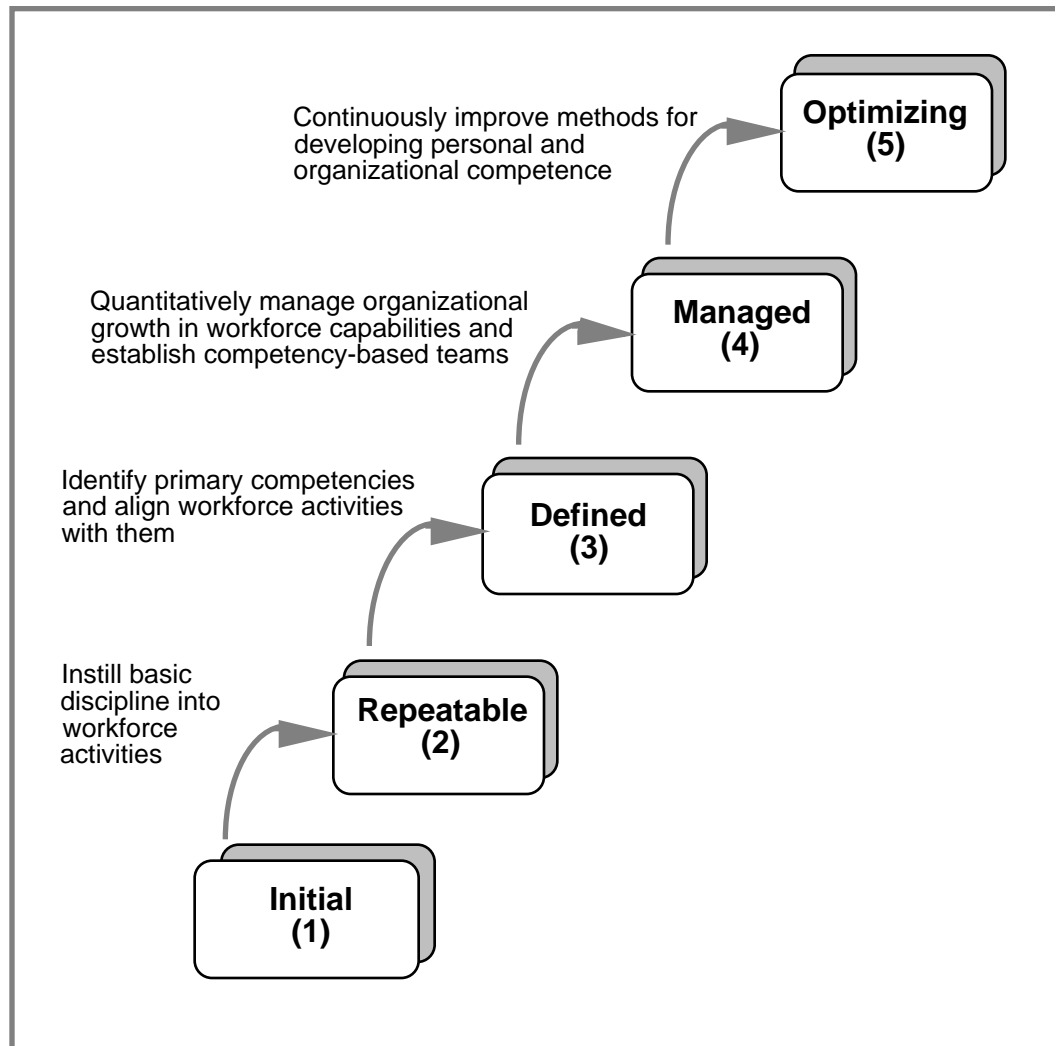 Continuously improve methods for
developing personal and
organizational competence
Optimizing
(5)
Quantitatively manage organizational
growth in workforce capabilities and
establish competency-based teams
Managed
(4)
Identify primary competencies
and align workforce activities
with them
Defined
(3)
Instill basic
discipline into
workforce
activities
Repeatable
(2)
Initial
(1)